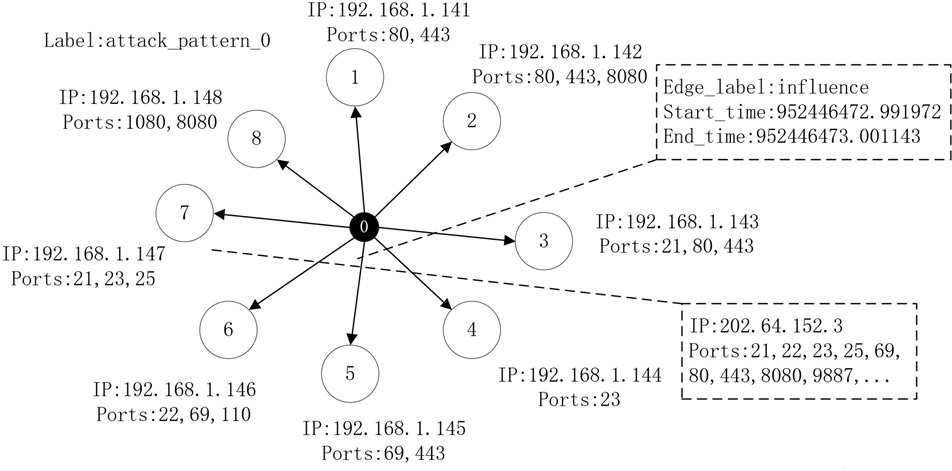 IP:192.168.1.141
Ports:80,443
Label:attack_pattern_0
IP:192.168.1.142
Ports:80,443,8080
Edge_label:influence
Start_time:952446472.991972
End_time:952446473.001143
IP:192.168.1.148
Ports:1080,8080
1
2
8
7
0
3
IP:192.168.1.143
Ports:21,80,443
IP:192.168.1.147
Ports:21,23,25
6
4
5
IP:202.64.152.3
Ports:21,22,23,25,69,
80,443,8080,9887,...
IP:192.168.1.146
Ports:22,69,110
IP:192.168.1.144
Ports:23
IP:192.168.1.145
Ports:69,443